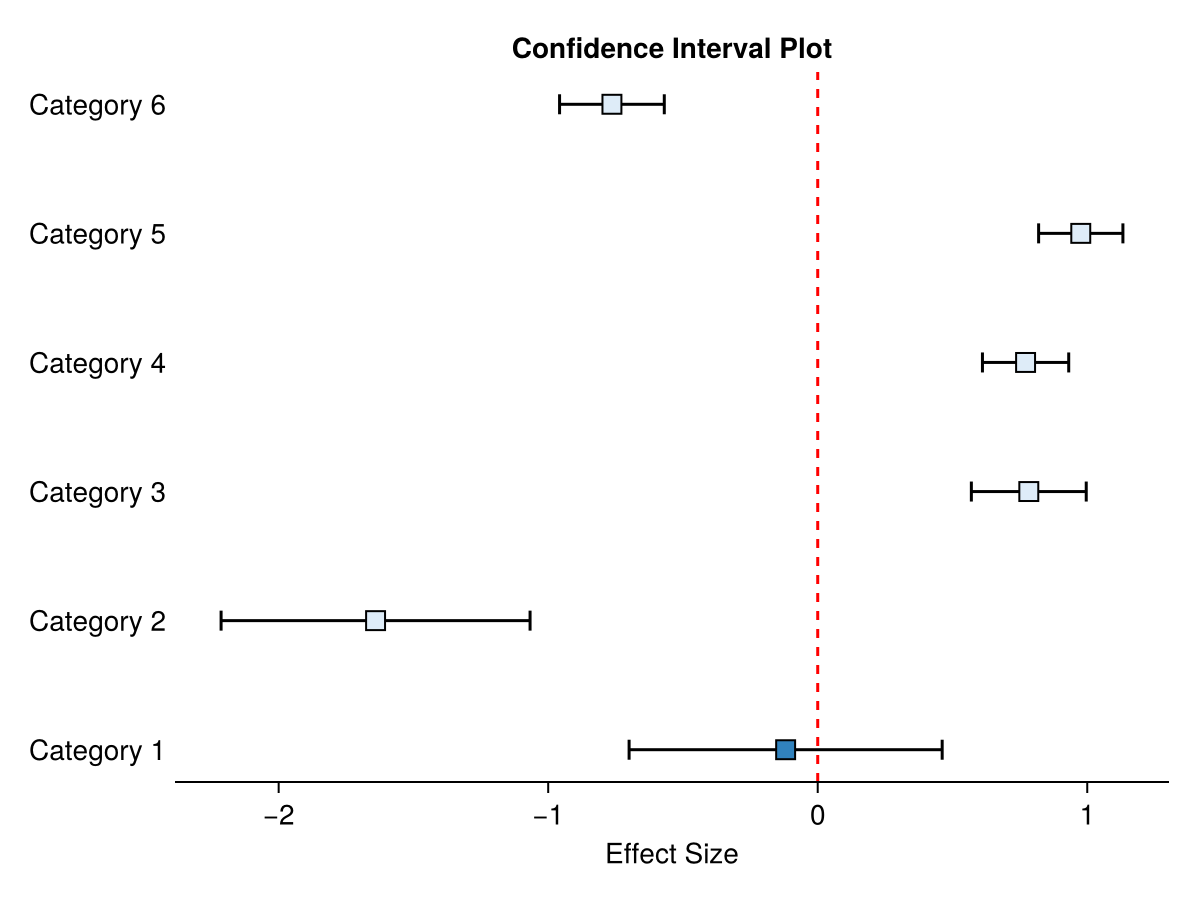 Confidence Interval Plot
Category 6
Category 5
Category 4
Category 3
Category 2
Category 1
−2 −1 0 1
Effect Size